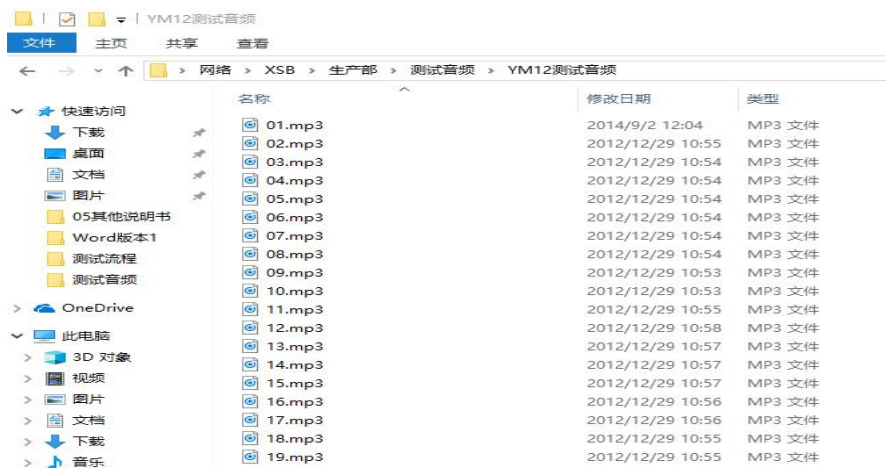 YM12测试音频
文件 主页 共享 查看
网络 > XSB > 生产部 > 测试音频 > YM12测试音频
名称 修改日期 类型
快速访问
下载
桌面
文档
图片
05其他说明书
Word版本1
测试流程
测试音频
OneDrive
此电脑
3D 对象
视频
图片
文档
下载
音乐
01.mp3 2014/9/2 12:04 MP3 文件
02.mp3 2012/12/29 10:55 MP3 文件
03.mp3 2012/12/29 10:54 MP3 文件
04.mp3 2012/12/29 10:54 MP3 文件
05.mp3 2012/12/29 10:54 MP3 文件
06.mp3 2012/12/29 10:54 MP3 文件
07.mp3 2012/12/29 10:54 MP3 文件
08.mp3 2012/12/29 10:54 MP3 文件
09.mp3 2012/12/29 10:53 MP3 文件
10.mp3 2012/12/29 10:53 MP3 文件
11.mp3 2012/12/29 10:55 MP3 文件
12.mp3 2012/12/29 10:58 MP3 文件
13.mp3 2012/12/29 10:57 MP3 文件
14.mp3 2012/12/29 10:57 MP3 文件
15.mp3 2012/12/29 10:57 MP3 文件
16.mp3 2012/12/29 10:56 MP3 文件
17.mp3 2012/12/29 10:56 MP3 文件
18.mp3 2012/12/29 10:55 MP3 文件
19.mp3 2012/12/29 10:55 MP3 文件